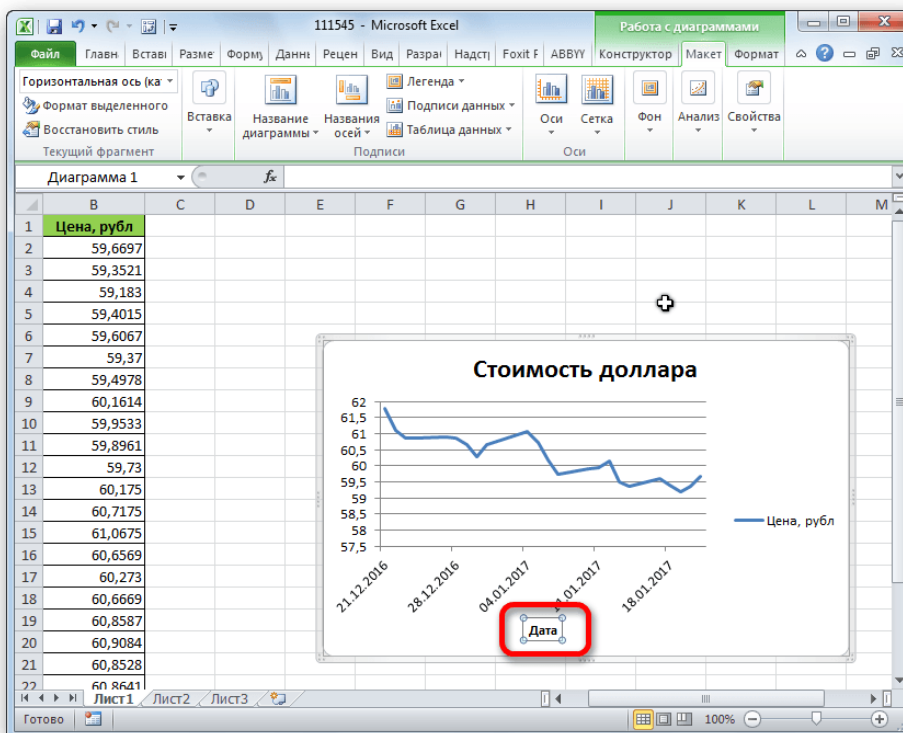 111545 - Microsoft Excel
Работа с диаграммами
Файл Главн Встав Разме Форму Данны Рецен Вид Разраl Надстр Foxit F ABBYY Конструктор Макет Формат
Горизонтальная ось (ка
Формат выделенного
Восстановить стиль
Текущий фрагмент
Вставка
Название диаграммы
Названия осей
Легенда
Подписи данных
Таблица данных
Подписи
Оси
Сетка
Оси
Фон
Анализ
Свойства
Диаграмма 1
fx
B C D E F G H I J K L M
1 Цена, рубл
2 59,6697
3 59,3521
4 59,183
5 59,4015
6 59,6067
7 59,37
8 59,4978
9 60,1614
10 59,9533
11 59,8961
12 59,73
13 60,175
14 60,7175
15 61,0675
16 60,6569
17 60,273
18 60,6669
19 60,8587
20 60,9084
21 60,8528
22 60,8641
Стоимость доллара
62
61,5
61
60,5
60
59,5
59
58,5
58
57,5
21.12.2016
28.12.2016
04.01.2017
11.01.2017
18.01.2017
Цена, рубл
Дата
Лист1 Лист2 Лист3
Готово
100%